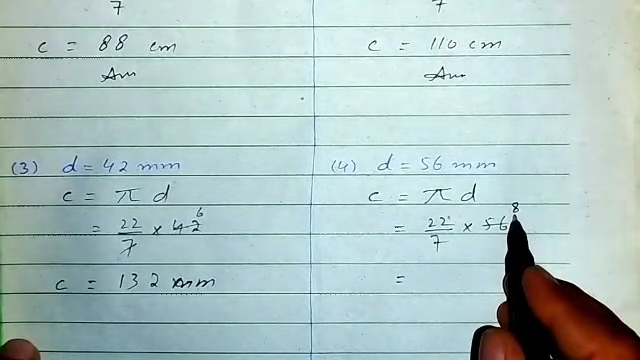 7
c = 88 cm
Ans
7
c = 110 cm
Ans
(3) d = 42 mm
c = π d
= 22/7 × 42 6
c = 132 mm
(4) d = 56 mm
c = π d
= 22/7 × 56 8
=